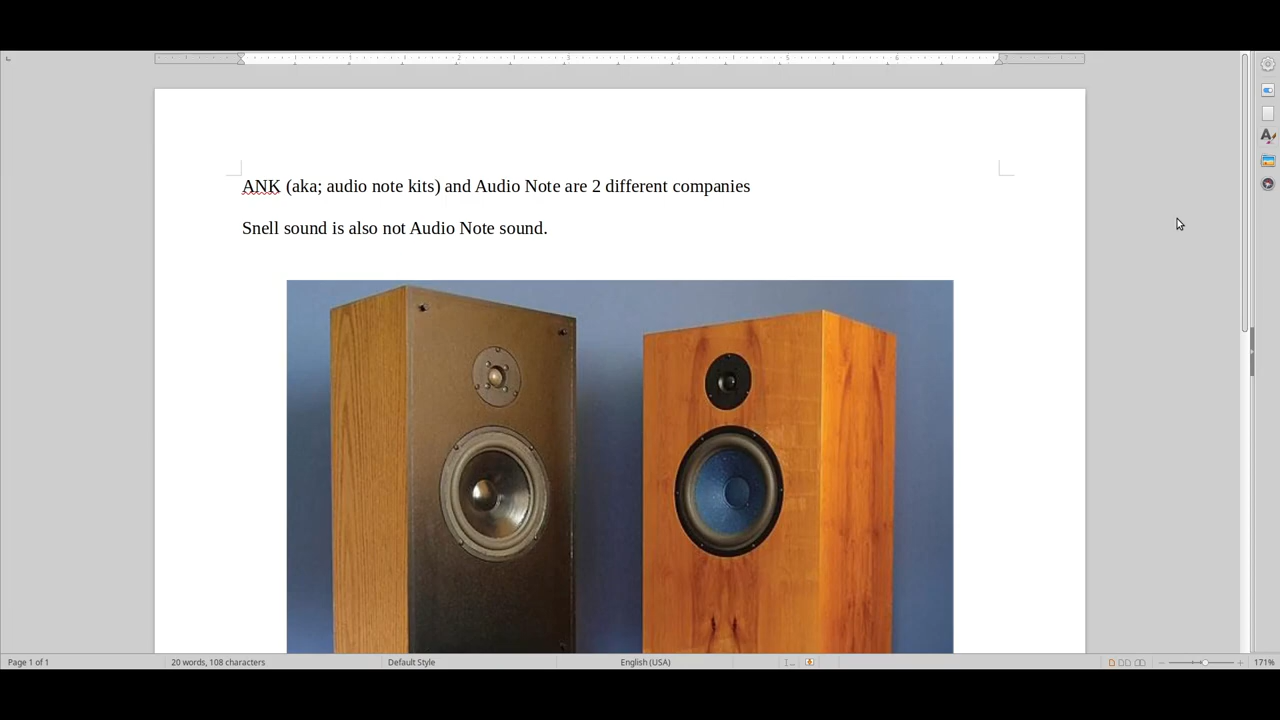 ANK (aka; audio note kits) and Audio Note are 2 different companies
Snell sound is also not Audio Note sound.
Page 1 of 1 20 words, 108 characters Default Style English (USA) 171%